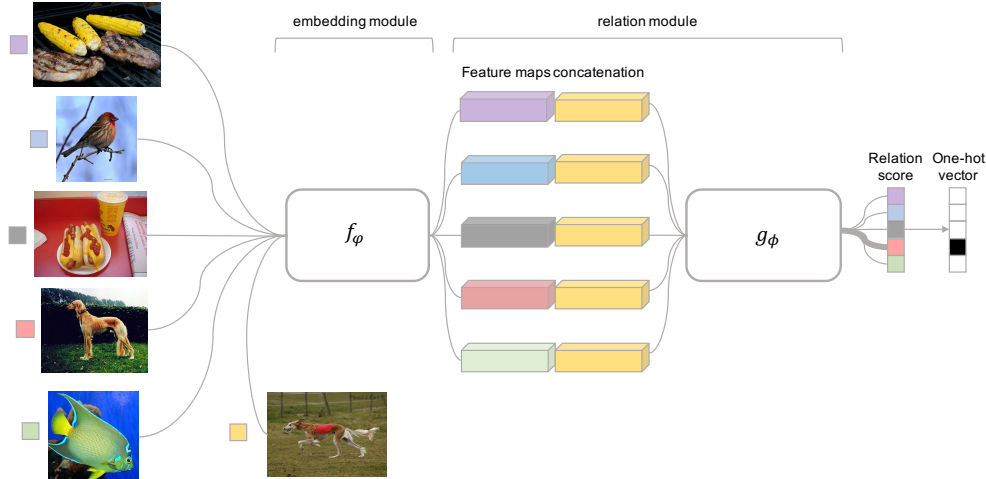 embedding module
relation module
Feature maps concatenation
Relation
score
One-hot
vector
fφ
gϕ